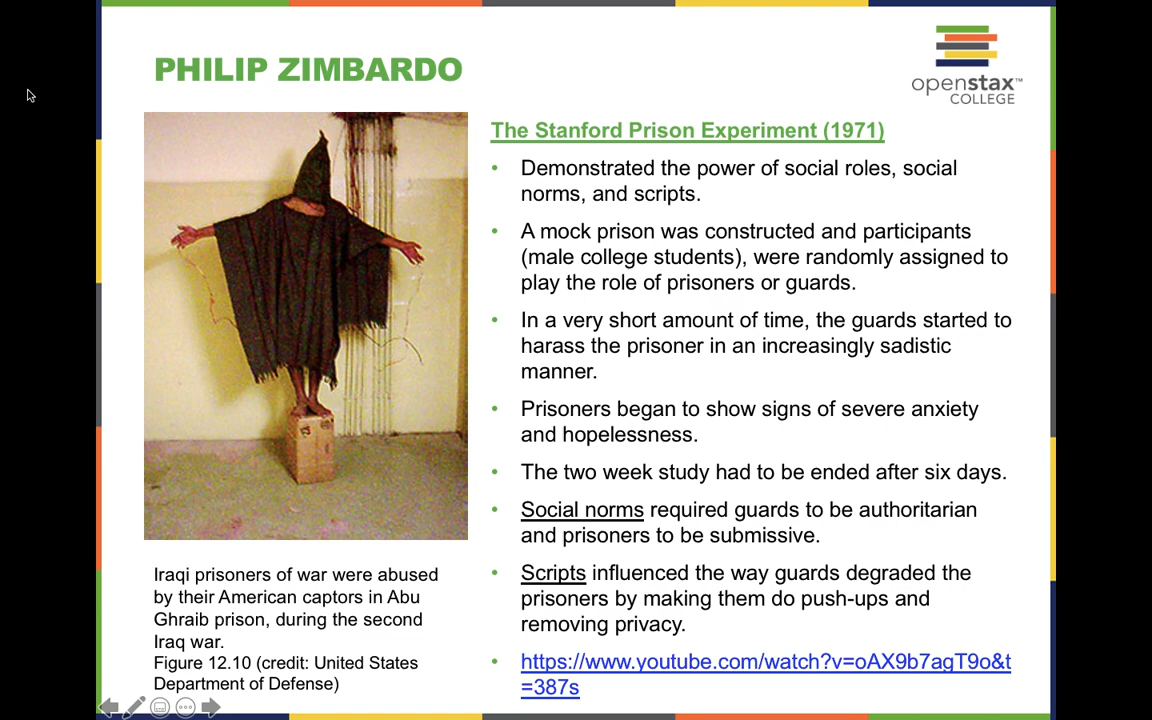 PHILIP ZIMBARDO
openstax™
COLLEGE
The Stanford Prison Experiment (1971)
• Demonstrated the power of social roles, social
norms, and scripts.
• A mock prison was constructed and participants
(male college students), were randomly assigned to
play the role of prisoners or guards.
• In a very short amount of time, the guards started to
harass the prisoner in an increasingly sadistic
manner.
• Prisoners began to show signs of severe anxiety
and hopelessness.
• The two week study had to be ended after six days.
• Social norms required guards to be authoritarian
and prisoners to be submissive.
• Scripts influenced the way guards degraded the
prisoners by making them do push-ups and
removing privacy.
• https://www.youtube.com/watch?v=oAX9b7agT9o&t
=387s
Iraqi prisoners of war were abused
by their American captors in Abu
Ghraib prison, during the second
Iraq war.
Figure 12.10 (credit: United States
Department of Defense)